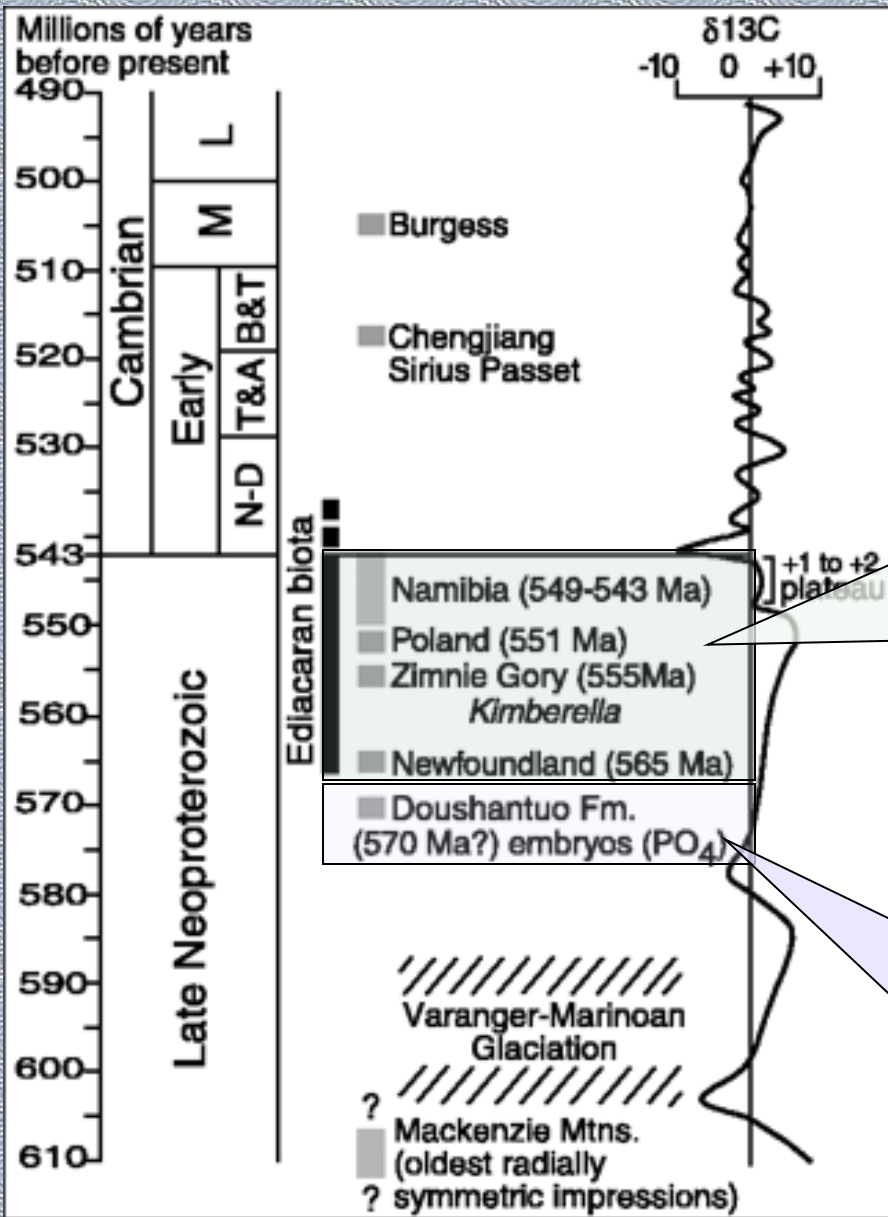 Millions of years
before present
δ13C
-10 0 +10
490
500
510
520
530
543
550
560
570
580
590
600
610
Cambrian
Late Neoproterozoic
L
M
Early
B&T
T&A
N-D
Ediacaran biota
Burgess
Chengjiang
Sirius Passet
+1 to +2
plateau
Namibia (549-543 Ma)
Poland (551 Ma)
Zimnie Gory (555Ma)
Kimberella
Newfoundland (565 Ma)
Doushantuo Fm.
(570 Ma?) embryos (PO4)
Varanger-Marinoan
Glaciation
?
Mackenzie Mtns.
(oldest radially
? symmetric impressions)